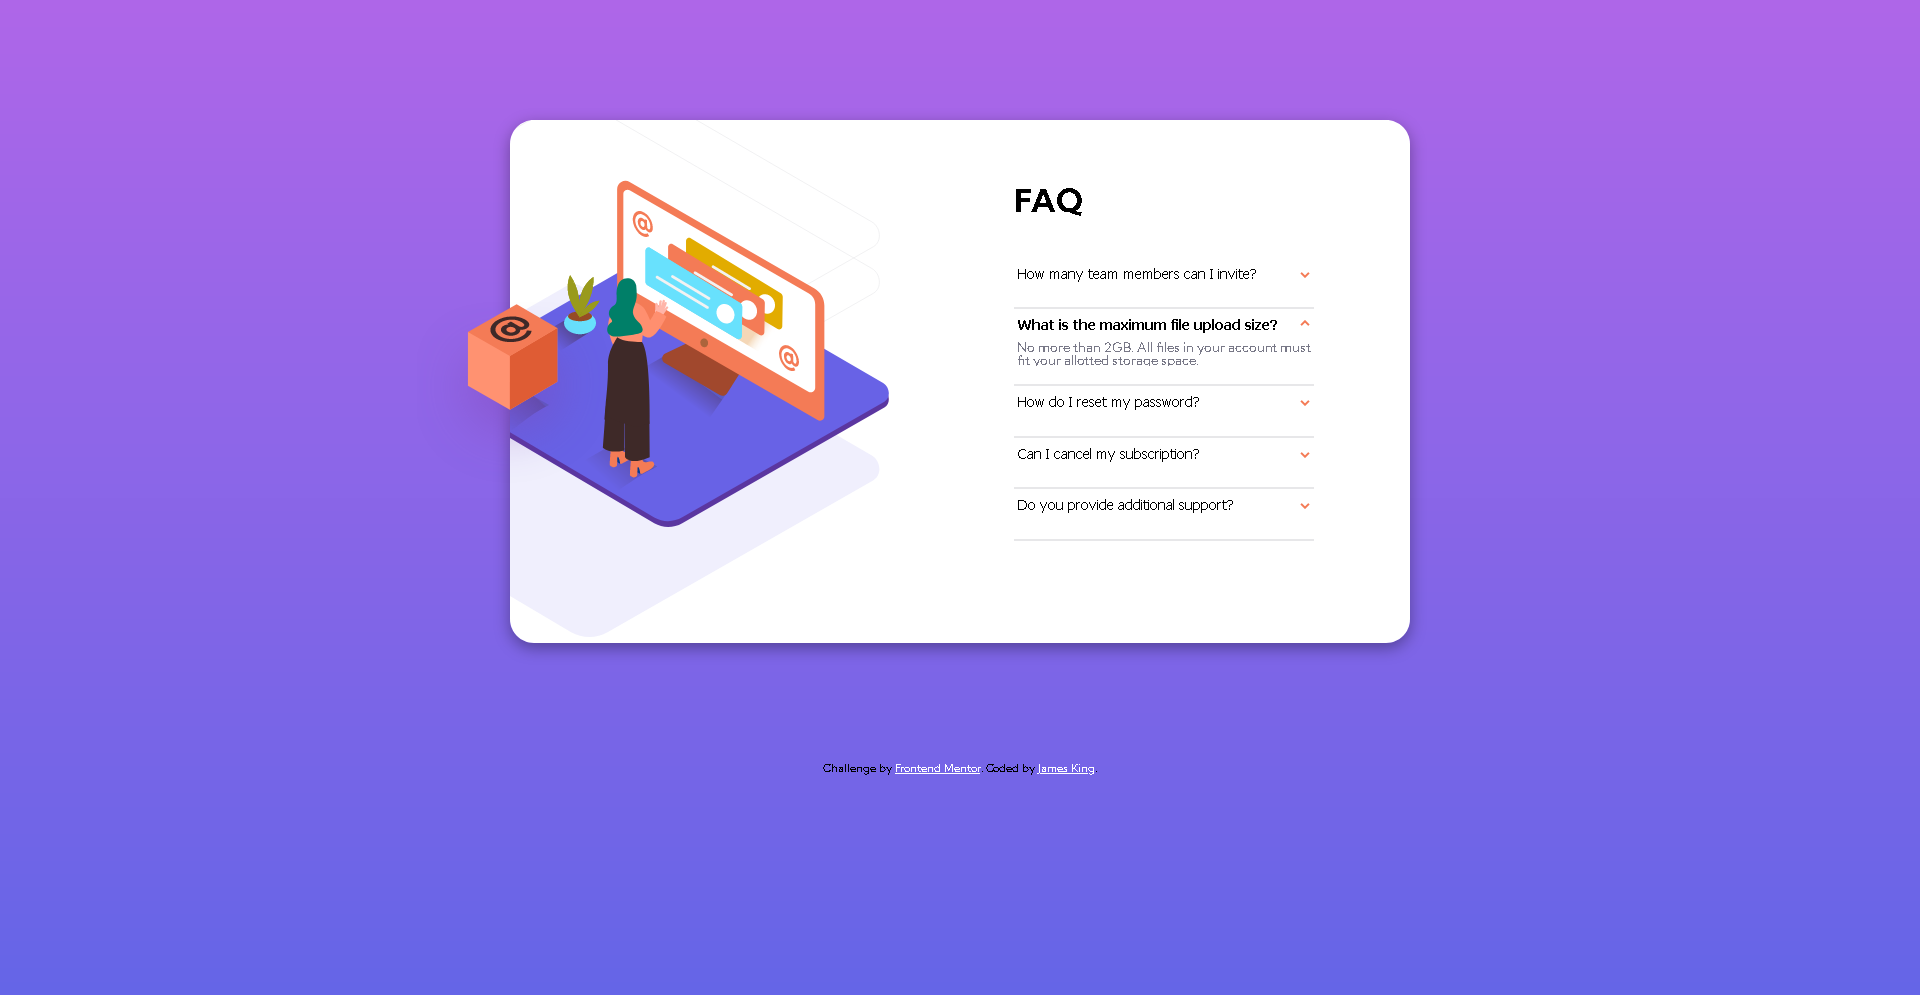 @
@
@
FAQ
How many team members can I invite?
What is the maximum file upload size?
No more than 2GB. All files in your account must
fit your allotted storage space.
How do I reset my password?
Can I cancel my subscription?
Do you provide additional support?
Challenge by Frontend Mentor. Coded by James King.